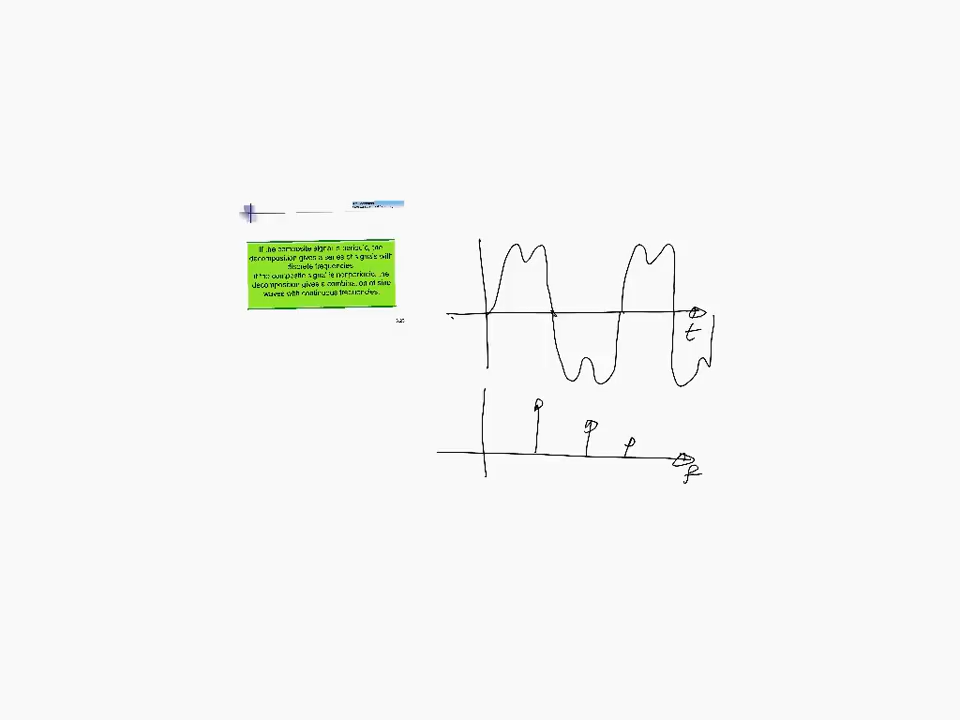 If the composite signal is periodic, the
decomposition gives a series of signals with
discrete frequencies;
if the composite signal is nonperiodic, the
decomposition gives a combination of sine
waves with continuous frequencies.
t
f